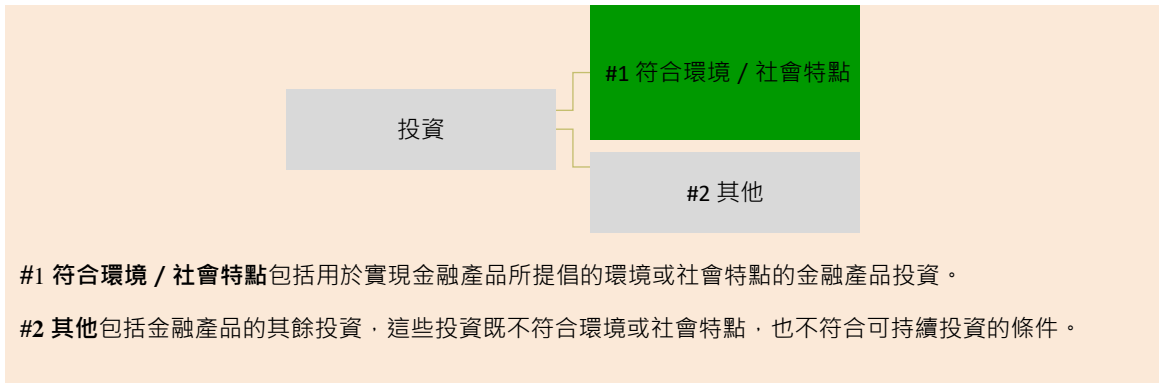 #1 符合環境 / 社會特點
投資
#2 其他
#1 符合環境 / 社會特點包括用於實現金融產品所提倡的環境或社會特點的金融產品投資。
#2 其他包括金融產品的其餘投資，這些投資既不符合環境或社會特點，也不符合可持續投資的條件。